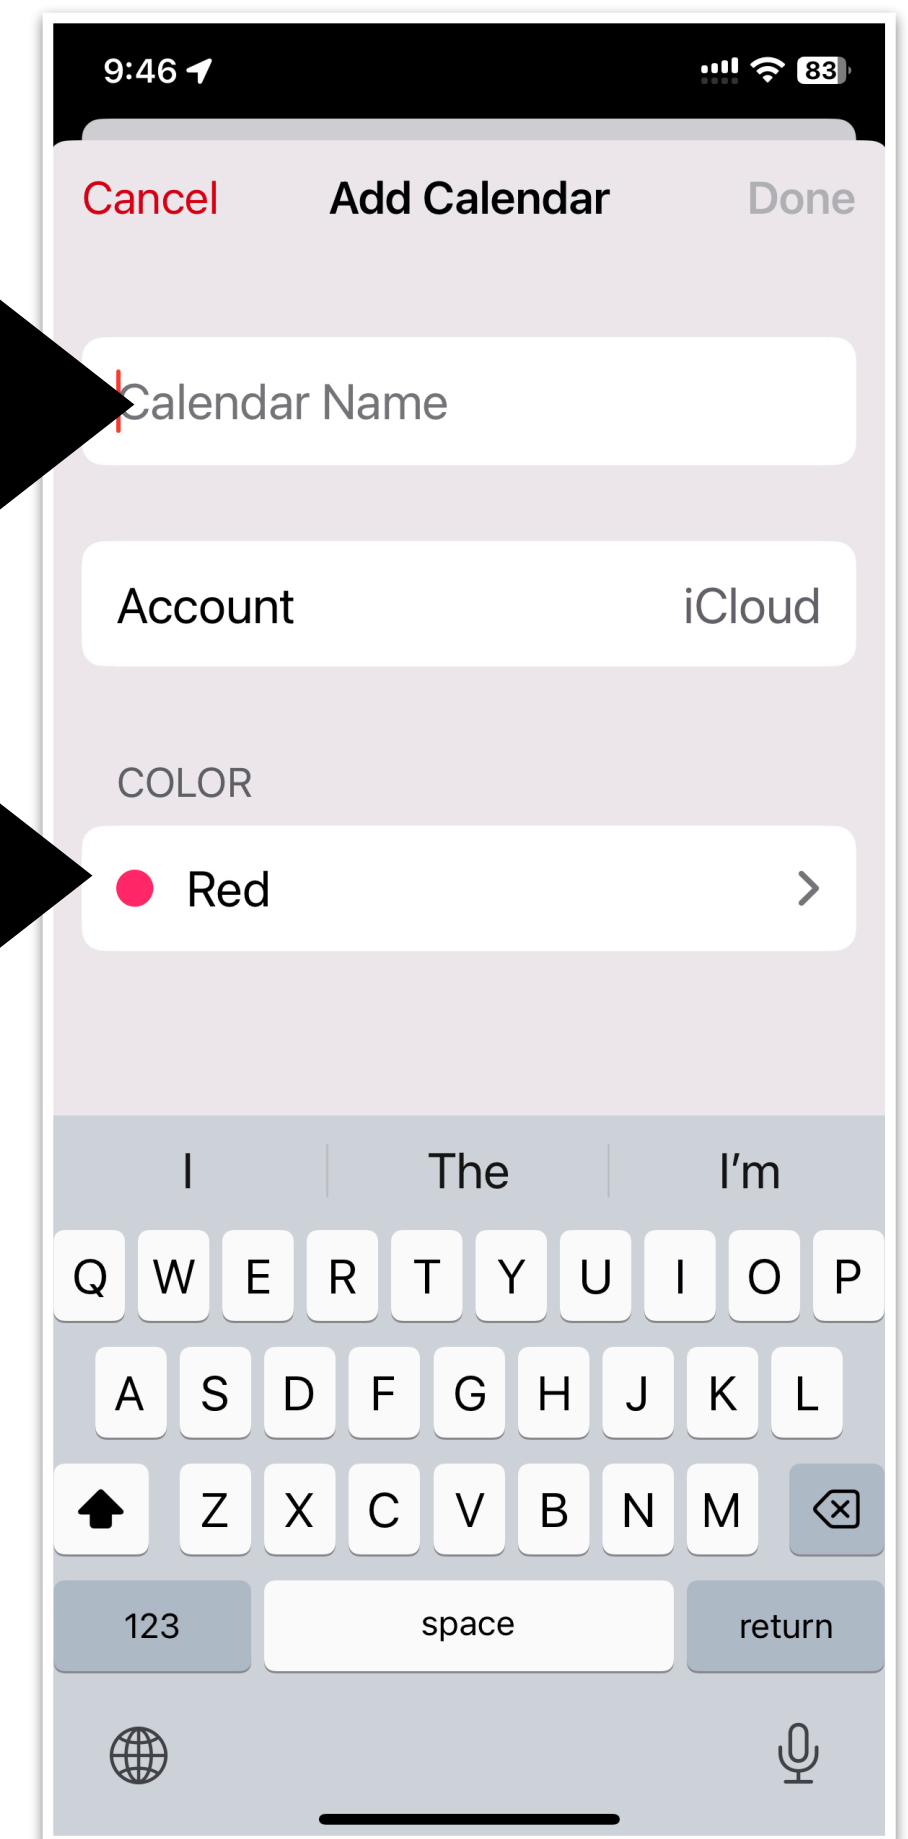 9:46 83
Cancel Add Calendar Done
Calendar Name
Account iCloud
COLOR
Red
I The I’m
Q W E R T Y U I O P
A S D F G H J K L
Z X C V B N M
123 space return